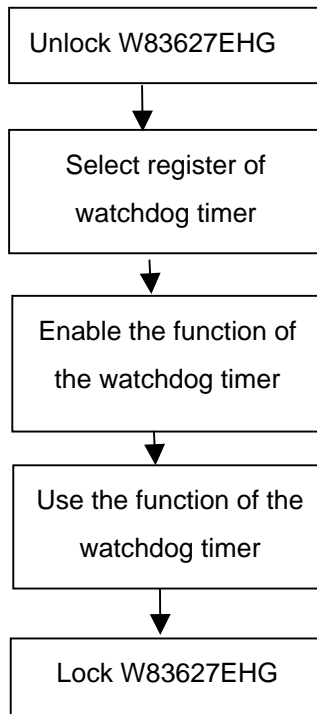 Unlock W83627EHG
Select register of
watchdog timer
Enable the function of
the watchdog timer
Use the function of the
watchdog timer
Lock W83627EHG